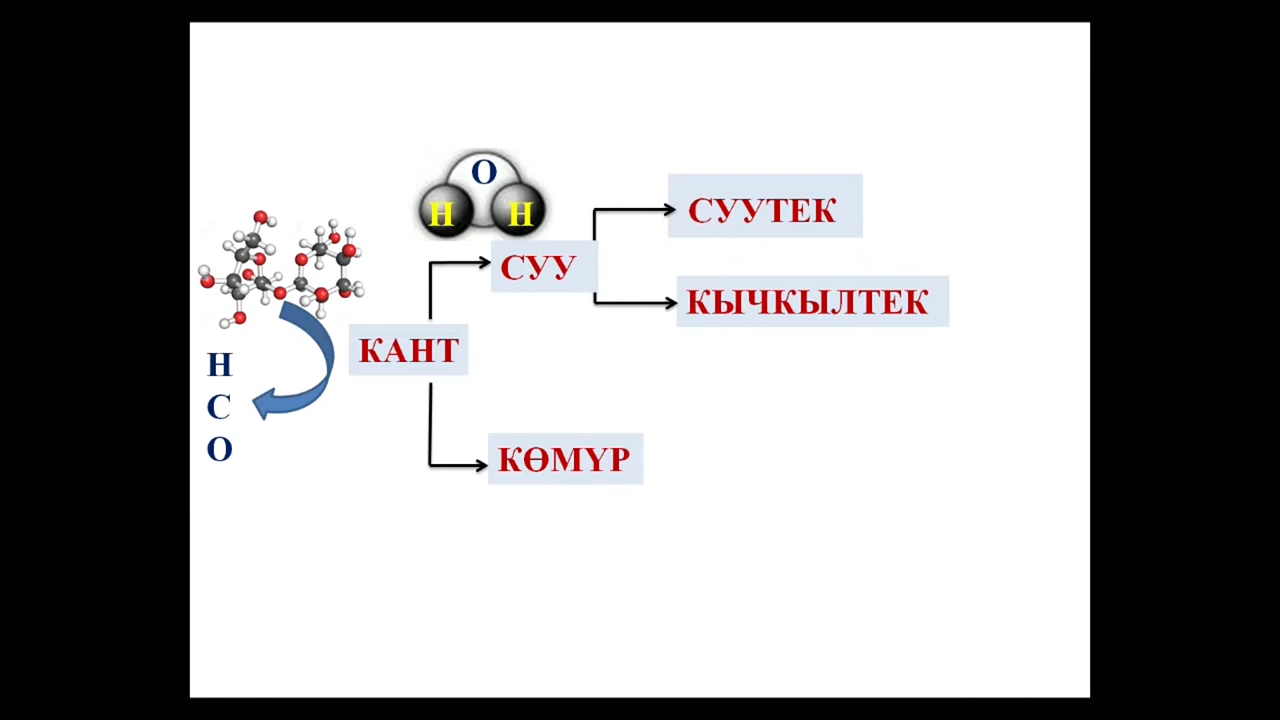 О
Н Н
СУУТЕК
СУУ
КЫЧКЫЛТЕК
КАНТ
Н
С
О
КӨМҮР